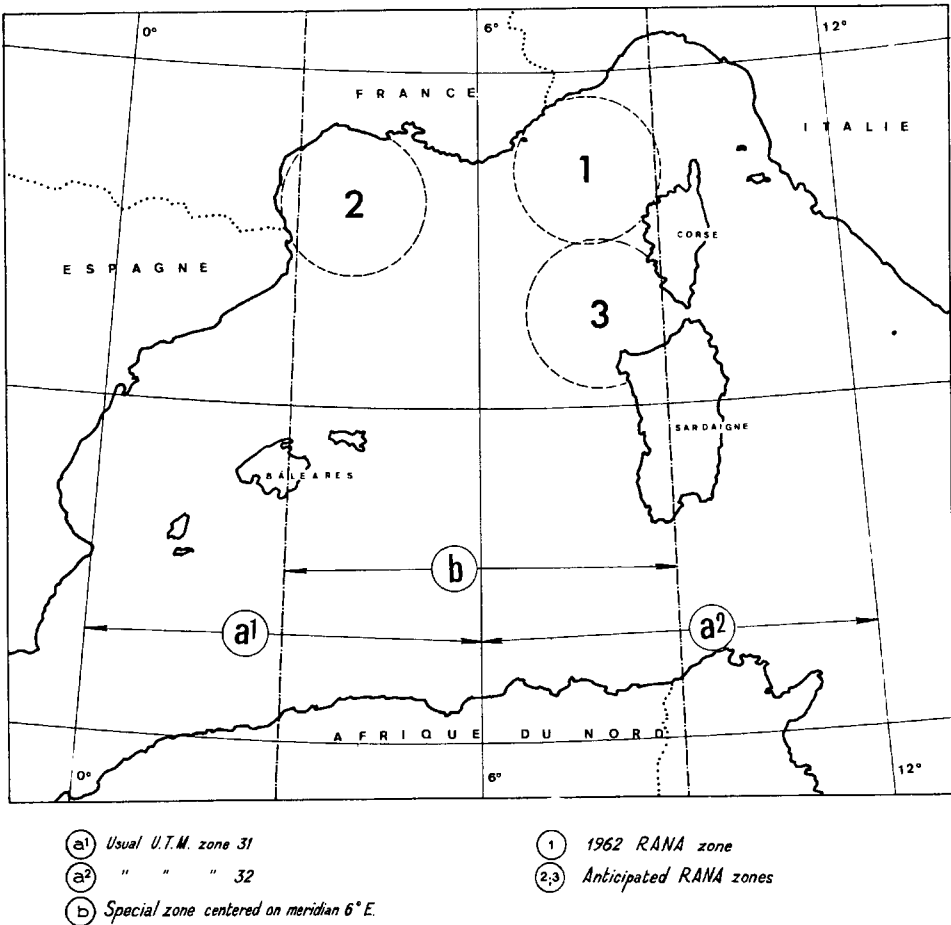 0°
6°
12°
FRANCE
ITALIE
1
2
CORSE
ESPAGNE
3
SARDAIGNE
BALEARES
b
a1
a2
AFRIQUE DU NORD
0°
6°
12°
a1 Usual U.T.M. zone 31
a2 " " " 32
b Special zone centered on meridian 6° E.
1 1962 RANA zone
2;3 Anticipated RANA zones